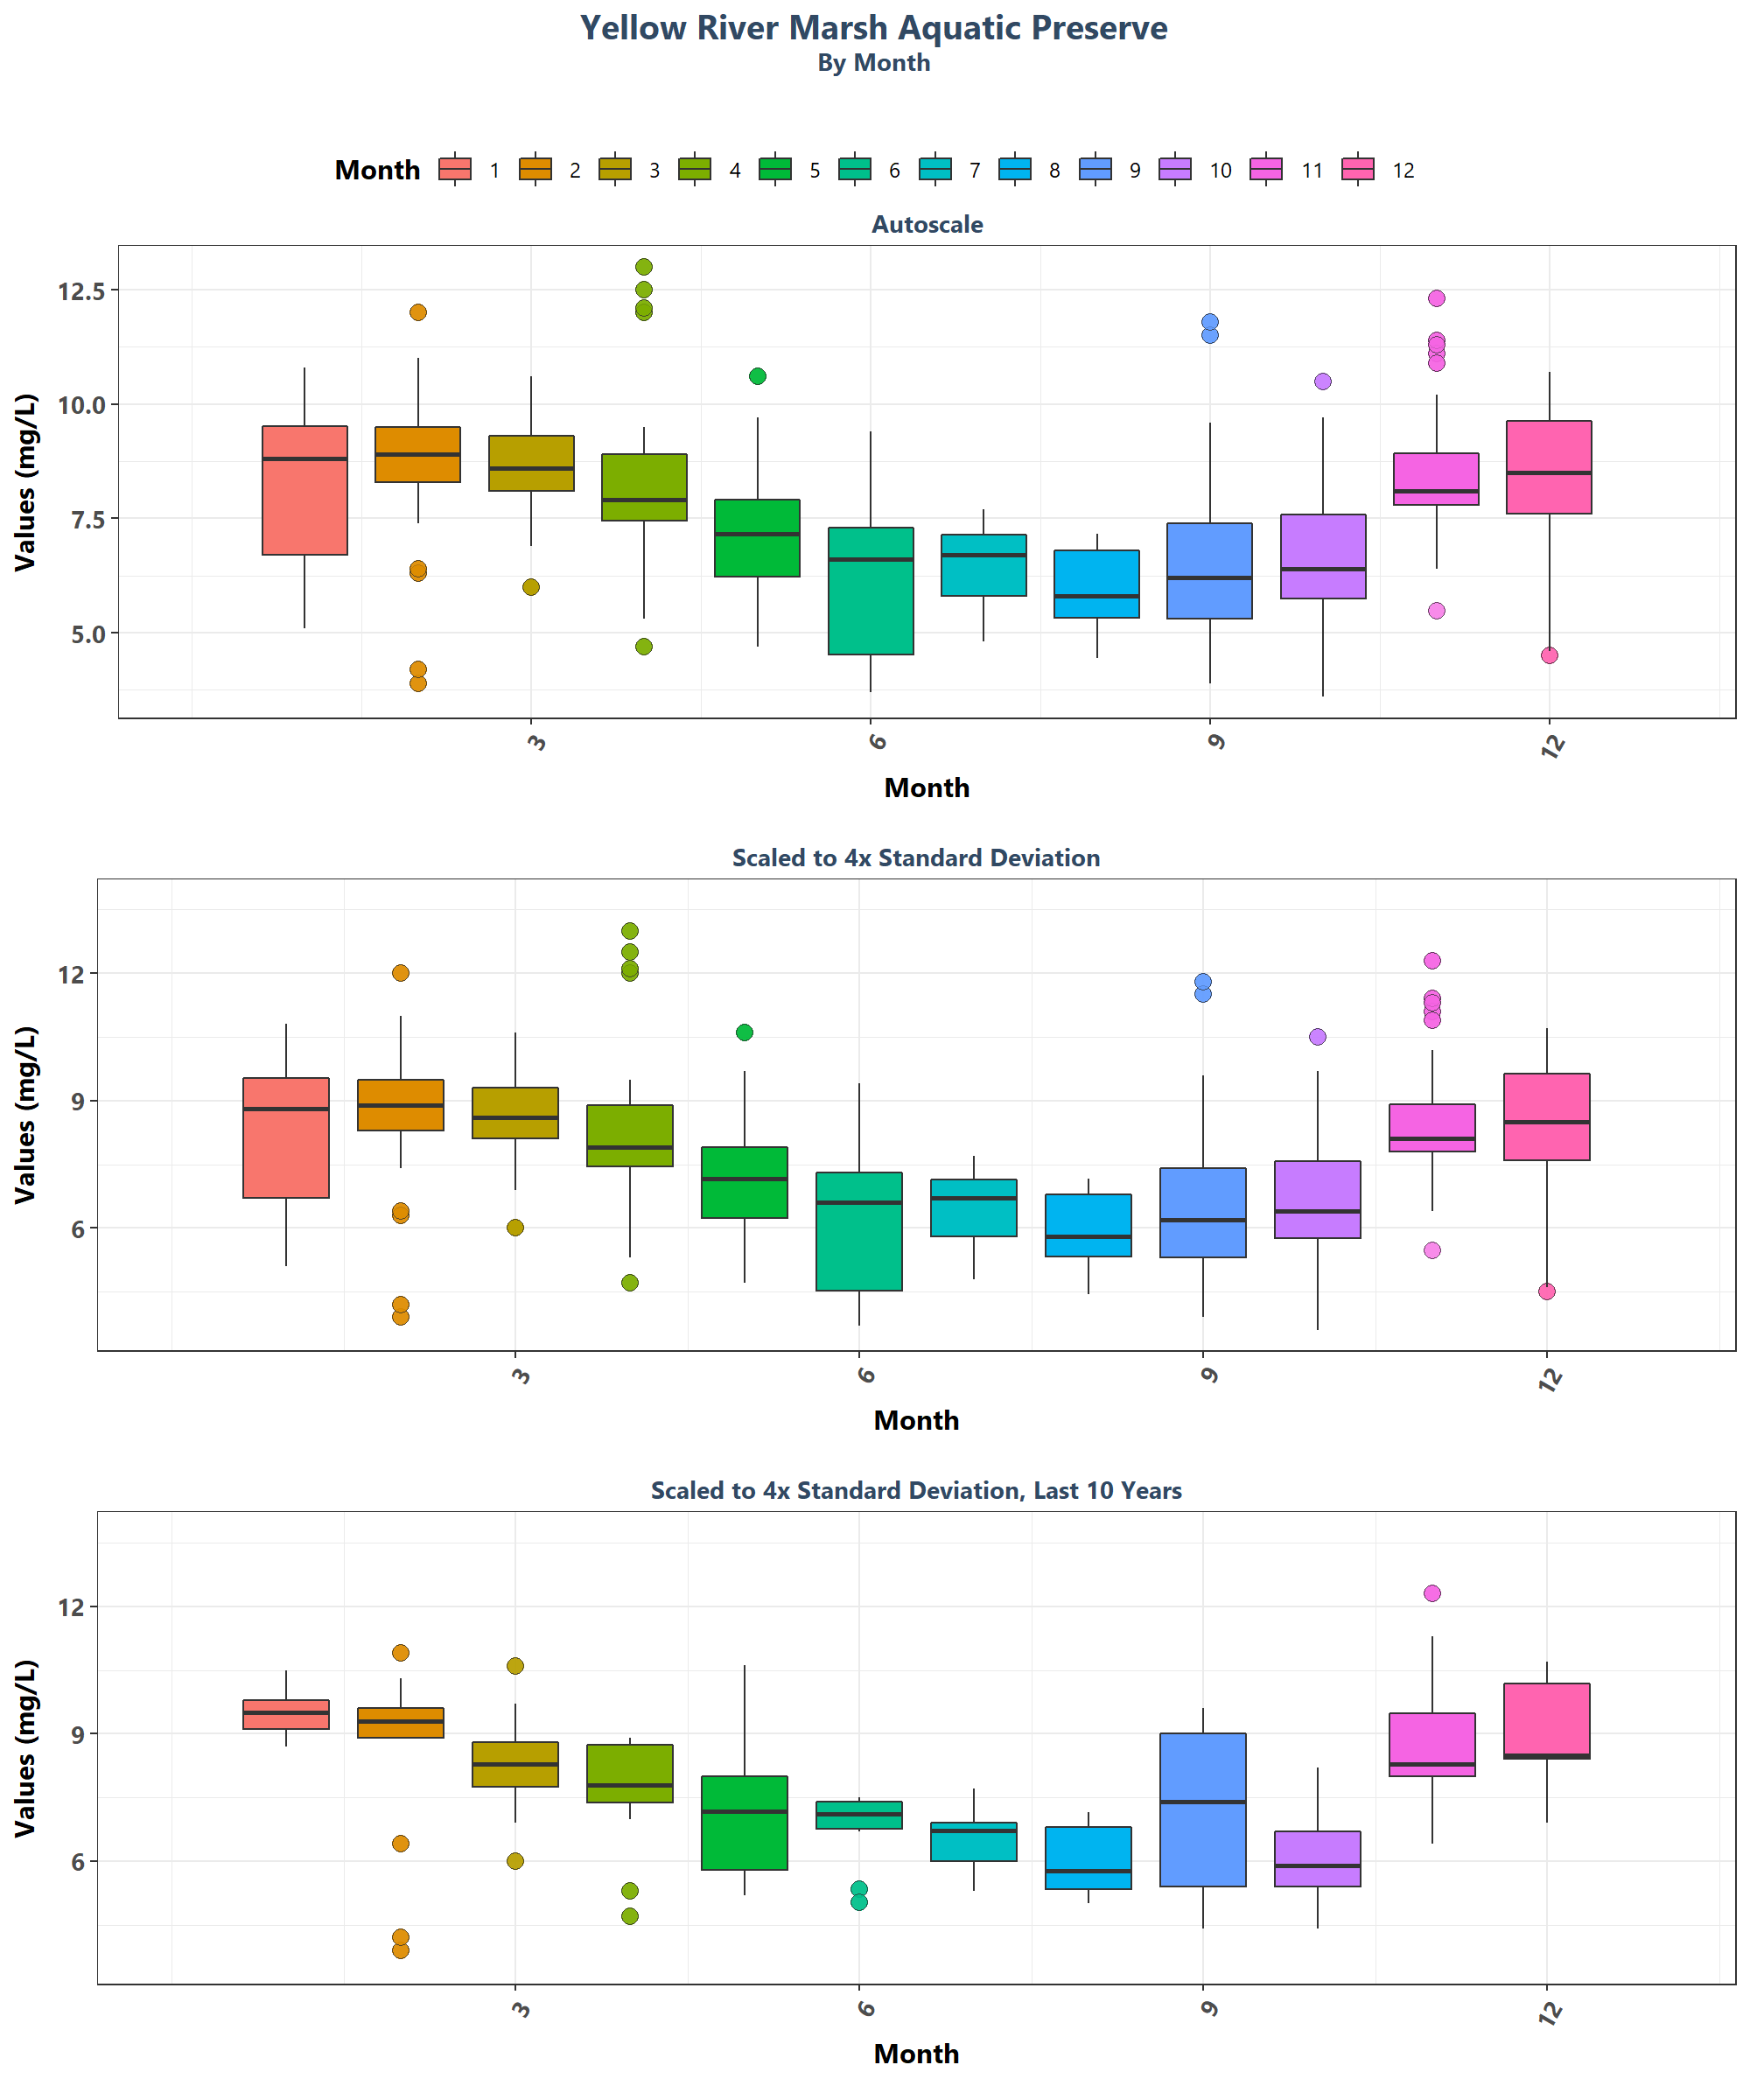 Yellow River Marsh Aquatic Preserve
By Month
Month 1 2 3 4 5 6 7 8 9 10 11 12
Autoscale
Values (mg/L)
12.5
10.0
7.5
5.0
3 6 9 12
Month
Scaled to 4x Standard Deviation
Values (mg/L)
12
9
6
3 6 9 12
Month
Scaled to 4x Standard Deviation, Last 10 Years
Values (mg/L)
12
9
6
3 6 9 12
Month